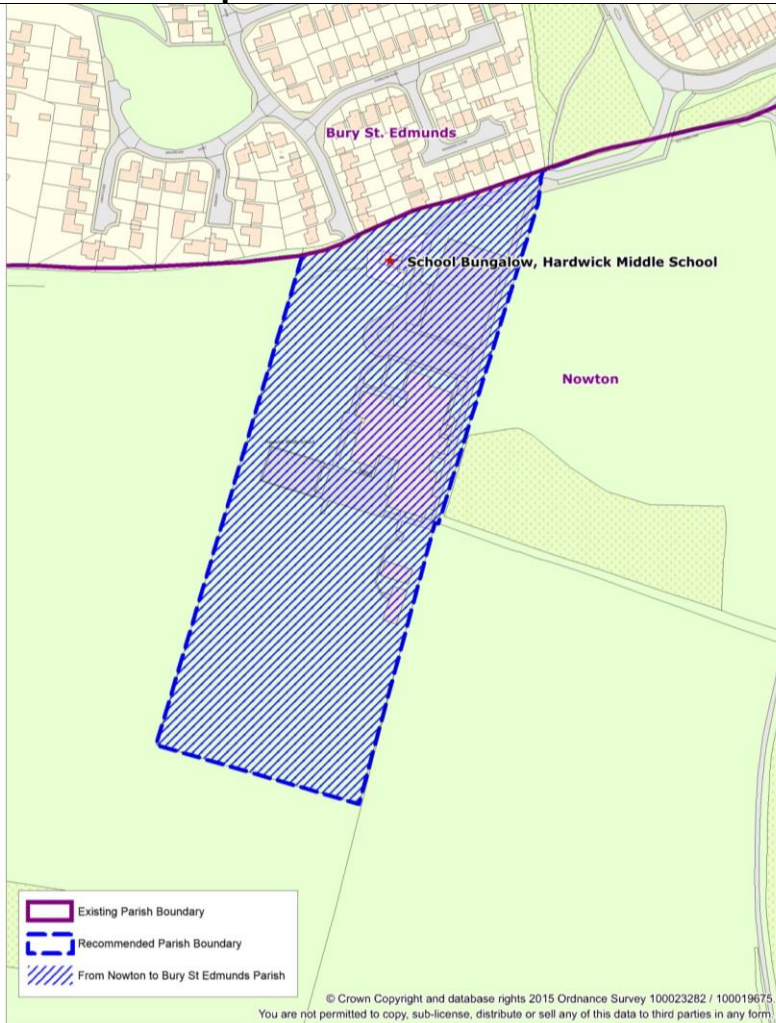 Bury St. Edmunds
School Bungalow, Hardwick Middle School
Nowton
Existing Parish Boundary
Recommended Parish Boundary
From Nowton to Bury St Edmunds Parish
© Crown Copyright and database rights 2015 Ordnance Survey 100023282 / 100019675.
You are not permitted to copy, sub-license, distribute or sell any of this data to third parties in any form.